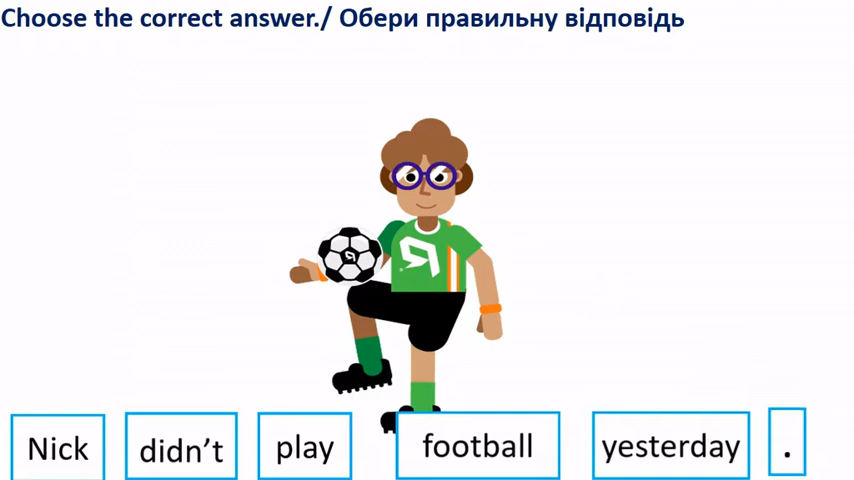 Choose the correct answer./ Обери правильну відповідь
Nick didn't play football yesterday .